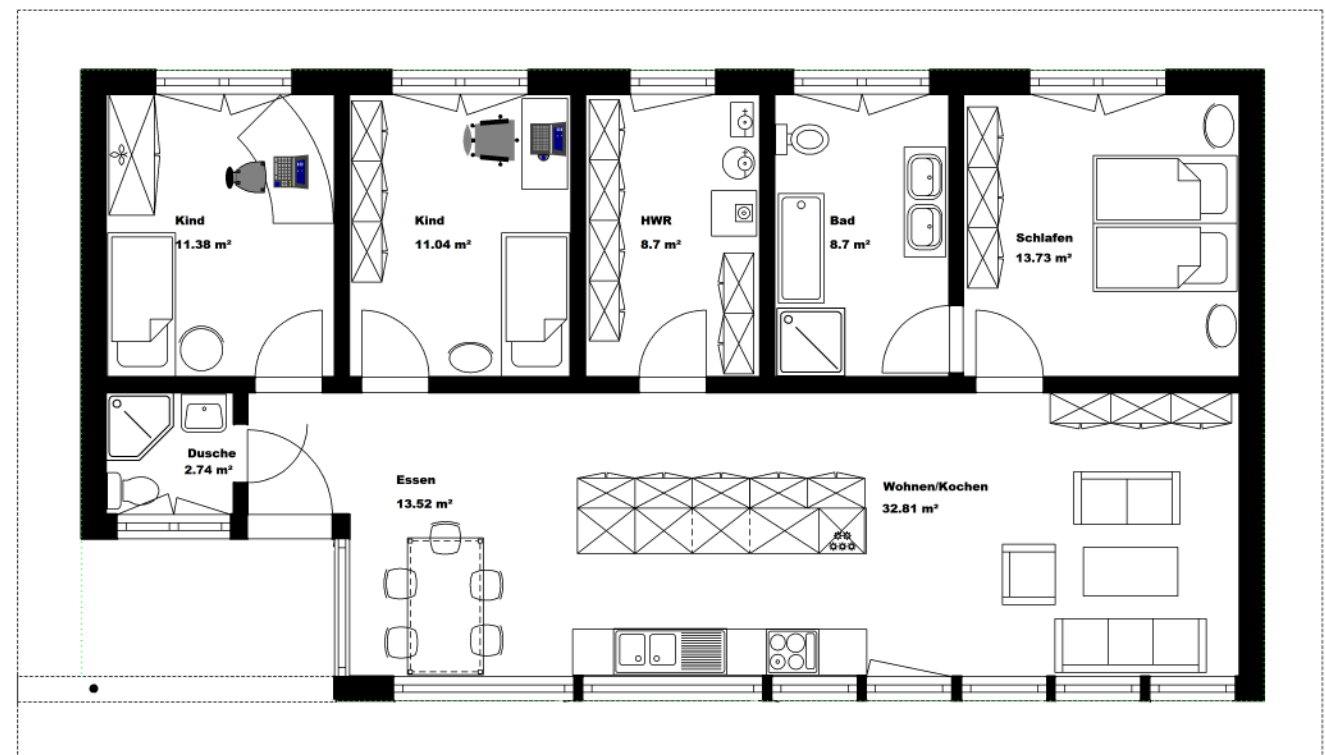 Kind
11.38 m²
Kind
11.04 m²
HWR
8.7 m²
Bad
8.7 m²
Schlafen
13.73 m²
Dusche
2.74 m²
Essen
13.52 m²
Wohnen/Kochen
32.81 m²